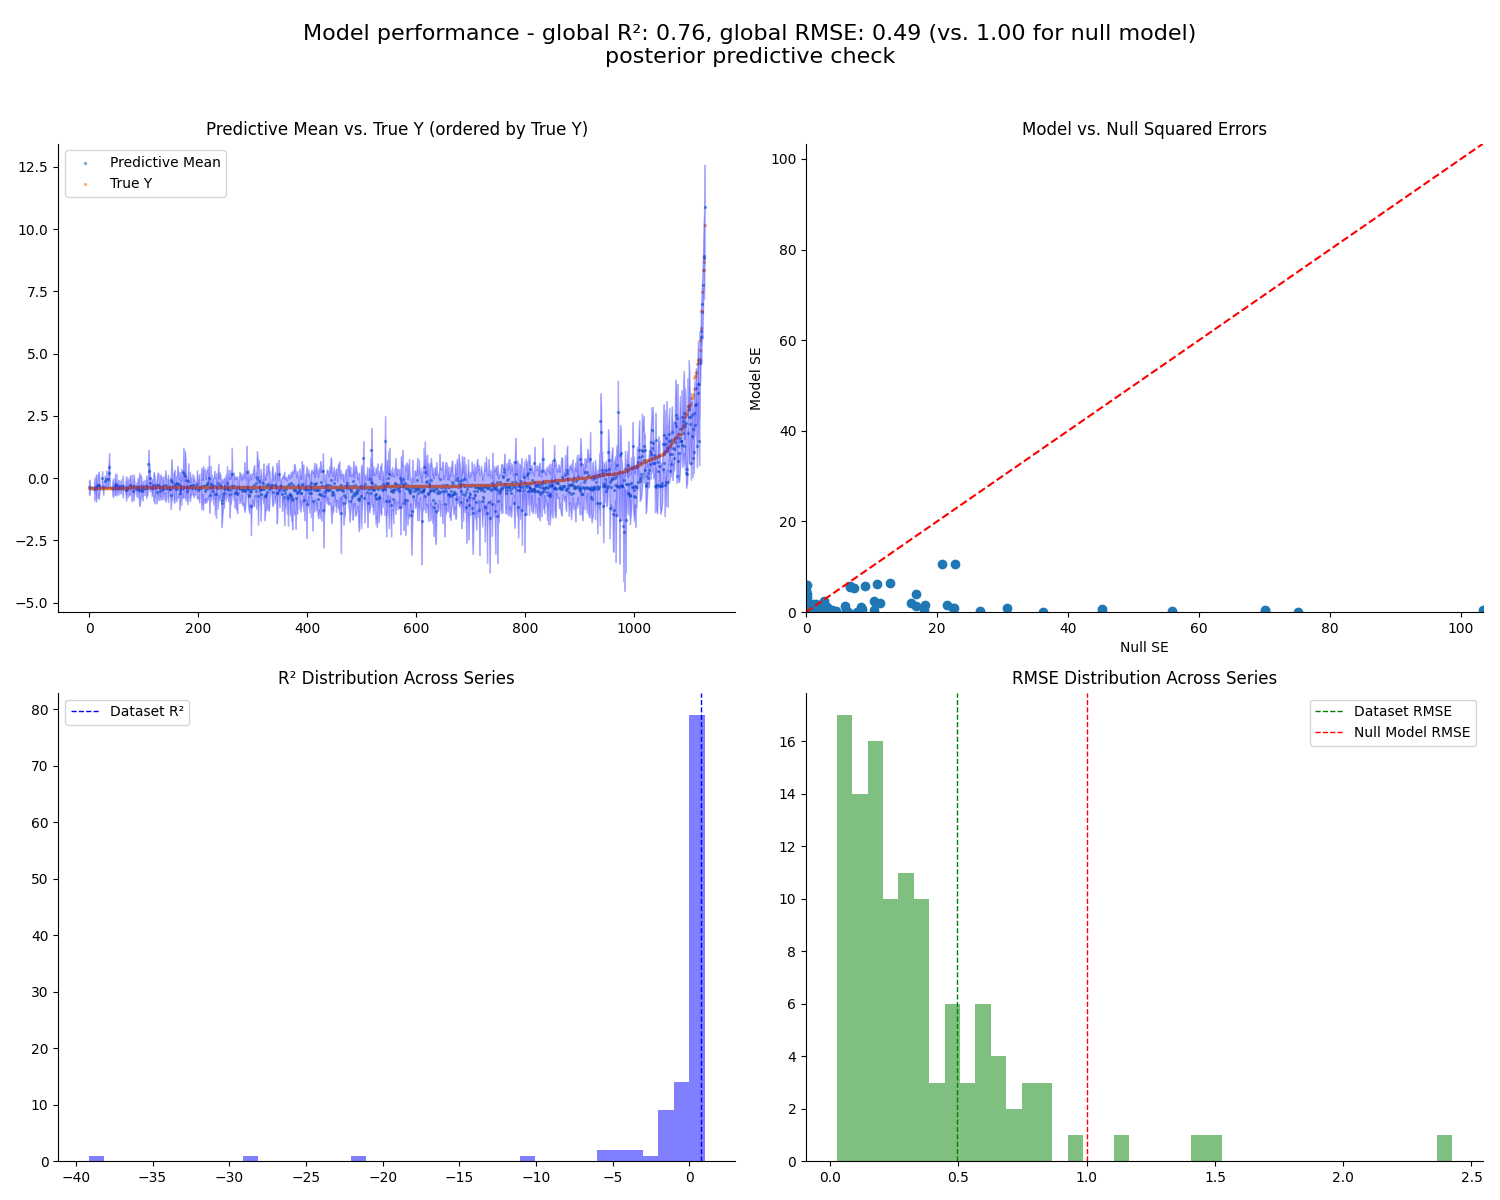 Model performance - global R²: 0.76, global RMSE: 0.49 (vs. 1.00 for null model)
posterior predictive check
Predictive Mean vs. True Y (ordered by True Y)
Predictive Mean
True Y
12.5
10.0
7.5
5.0
2.5
0.0
−2.5
−5.0
0 200 400 600 800 1000
Model vs. Null Squared Errors
Model SE
100
80
60
40
20
0
0 20 40 60 80 100
Null SE
R² Distribution Across Series
Dataset R²
80
70
60
50
40
30
20
10
0
−40 −35 −30 −25 −20 −15 −10 −5 0
RMSE Distribution Across Series
Dataset RMSE
Null Model RMSE
16
14
12
10
8
6
4
2
0
0.0 0.5 1.0 1.5 2.0 2.5